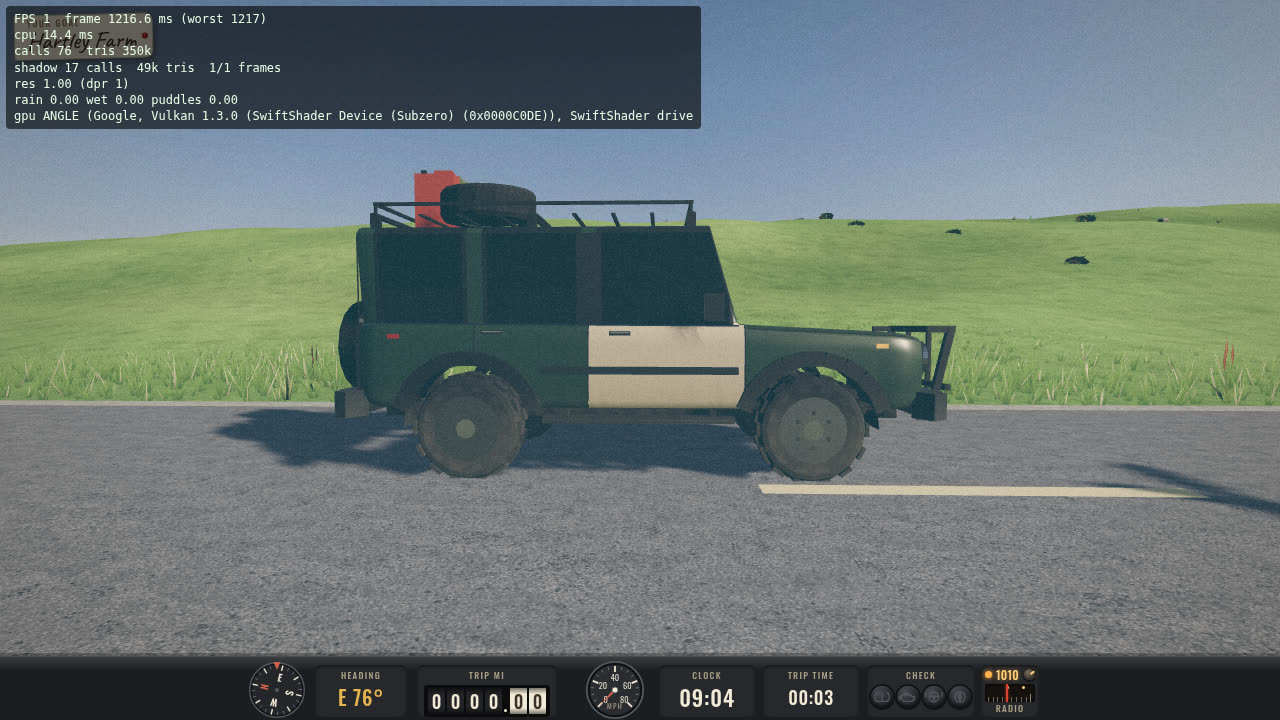 FPS 1 frame 1216.6 ms (worst 1217)
cpu 14.4 ms
calls 76 tris 350k
shadow 17 calls 49k tris 1/1 frames
res 1.00 (dpr 1)
rain 0.00 wet 0.00 puddles 0.00
gpu ANGLE (Google, Vulkan 1.3.0 (SwiftShader Device (Subzero) (0x0000C0DE)), SwiftShader drive
Hartley Farm
N E S W
HEADING
E 76°
TRIP MI
0000.00
0 20 40 60 80
MPH
CLOCK
09:04
TRIP TIME
00:03
CHECK
1010
RADIO